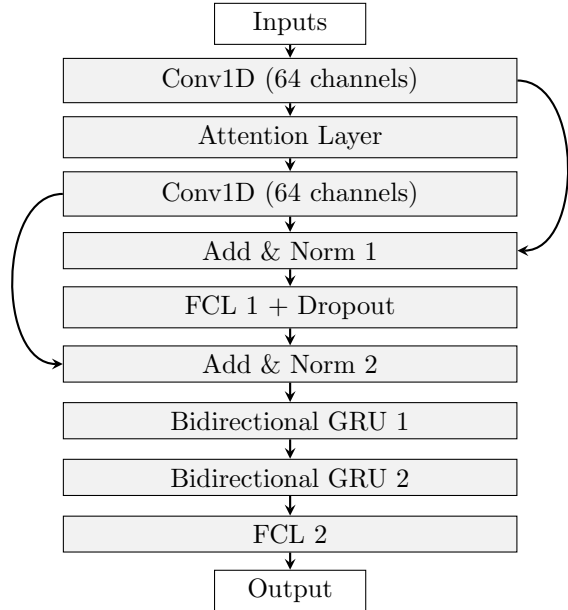 Inputs
Conv1D (64 channels)
Attention Layer
Conv1D (64 channels)
Add & Norm 1
FCL 1 + Dropout
Add & Norm 2
Bidirectional GRU 1
Bidirectional GRU 2
FCL 2
Output